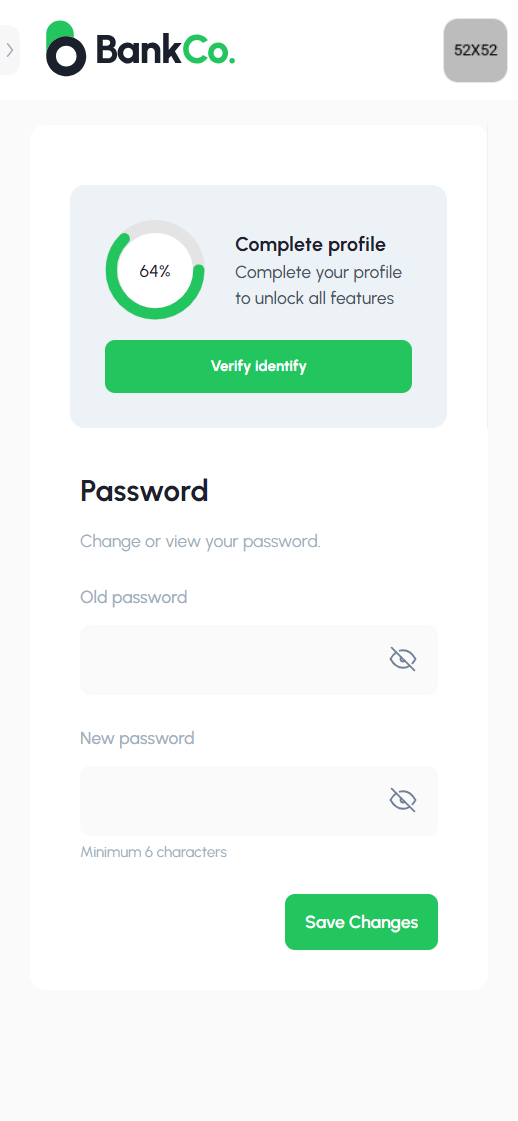 BankCo.
52X52
64%
Complete profile
Complete your profile
to unlock all features
Verify identify
Password
Change or view your password.
Old password
New password
Minimum 6 characters
Save Changes